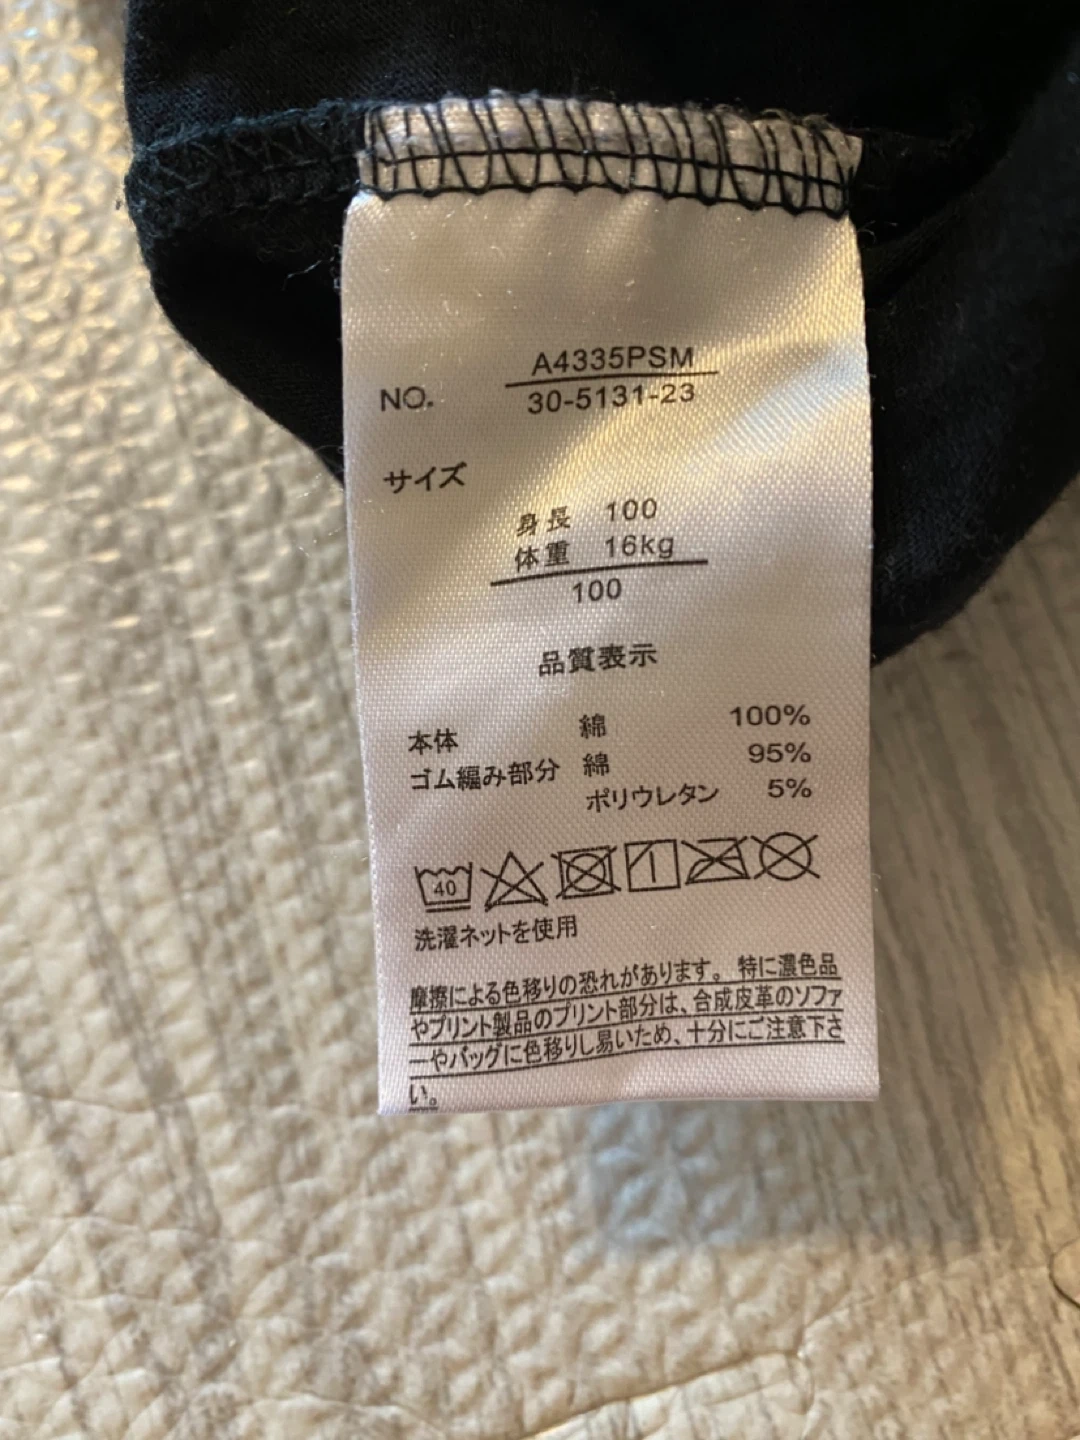 A4335PSM
NO.
30-5131-23
サイズ
身長 100
体重 16kg
100
品質表示
本体 綿 100%
ゴム編み部分 綿 95%
ポリウレタン 5%
40
洗濯ネットを使用
摩擦による色移りの恐れがあります。特に濃色品
やプリント製品のプリント部分は、合成皮革のソファ
ーやバッグに色移りし易いため、十分にご注意下さ
い。